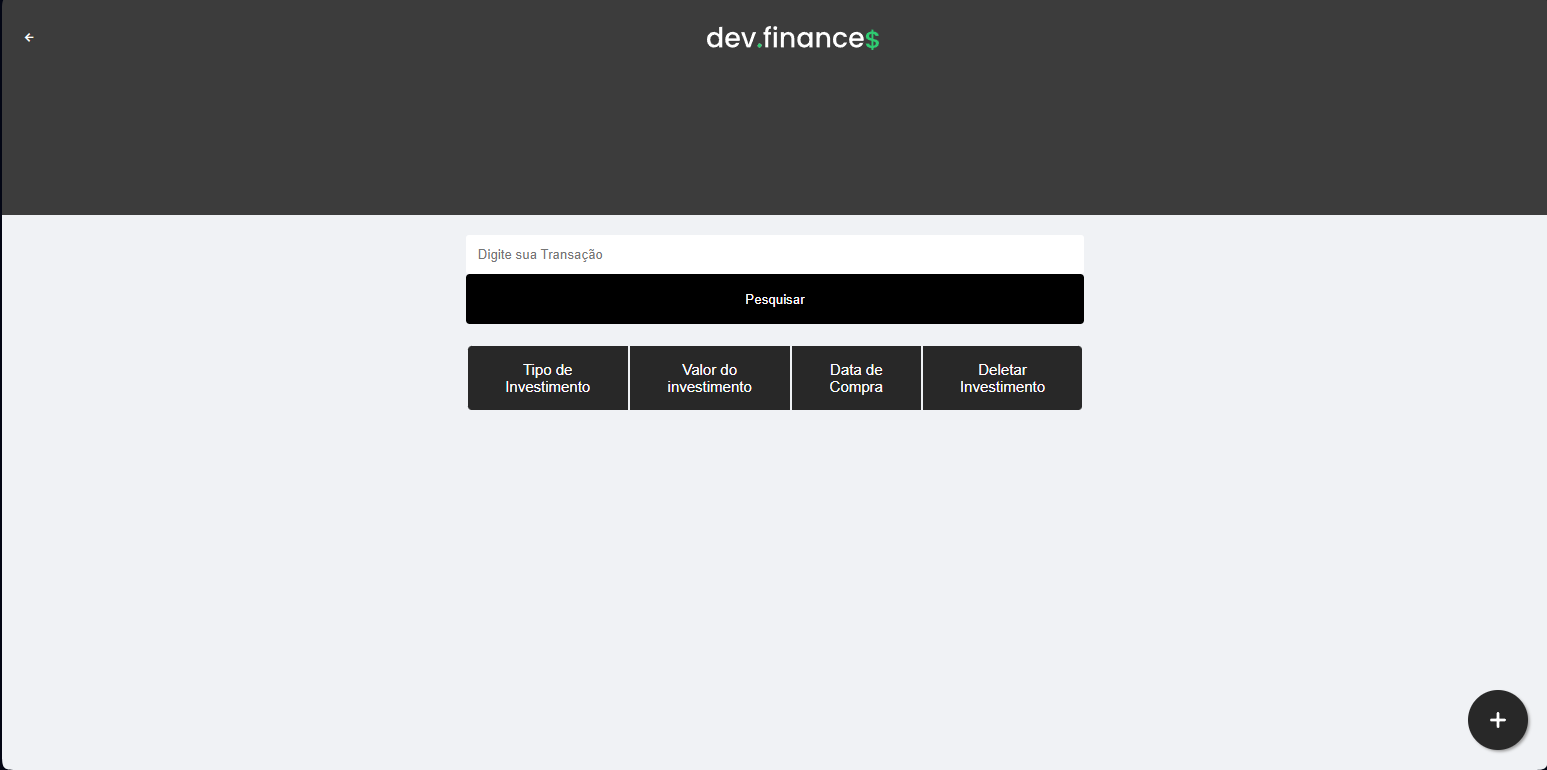 dev.finance$
Digite sua Transação
Pesquisar
Tipo de
Investimento
Valor do
investimento
Data de
Compra
Deletar
Investimento